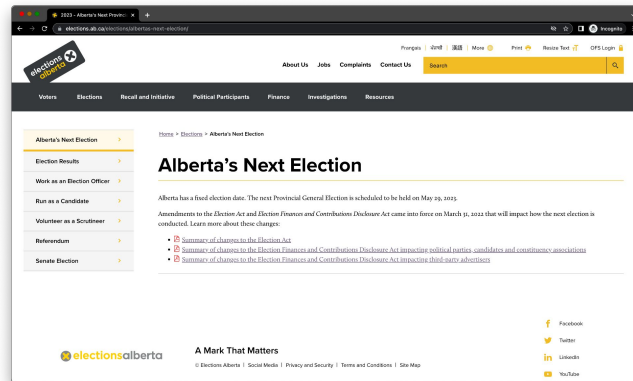 2023 - Alberta's Next Provinc
elections.ab.ca/elections/albertas-next-election/
Incognito
elections alberta
Français
ਪੰਜਾਬੀ
漢語
More
Print
Resize Text
OFS Login
About Us Jobs Complaints Contact Us
Search
Voters Elections Recall and Initiative Political Participants Finance Investigations Resources
Alberta's Next Election
Election Results
Work as an Election Officer
Run as a Candidate
Volunteer as a Scrutineer
Referendum
Senate Election
Home > Elections > Alberta's Next Election
Alberta's Next Election
Alberta has a fixed election date. The next Provincial General Election is scheduled to be held on May 29, 2023.
Amendments to the Election Act and Election Finances and Contributions Disclosure Act came into force on March 31, 2022 that will impact how the next election is
conducted. Learn more about these changes:
Summary of changes to the Election Act
Summary of changes to the Election Finances and Contributions Disclosure Act impacting political parties, candidates and constituency associations
Summary of changes to the Election Finances and Contributions Disclosure Act impacting third-party advertisers
electionsalberta
A Mark That Matters
© Elections Alberta | Social Media | Privacy and Security | Terms and Conditions | Site Map
Facebook
Twitter
LinkedIn
YouTube